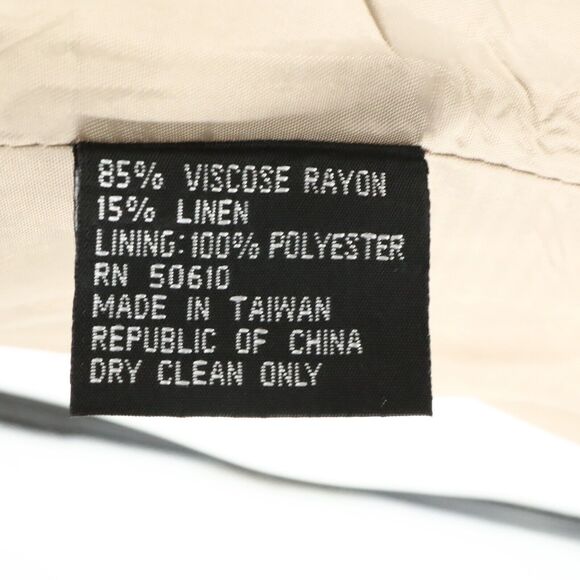 85% VISCOSE RAYON
15% LINEN
LINING: 100% POLYESTER
RN 50610
MADE IN TAIWAN
REPUBLIC OF CHINA
DRY CLEAN ONLY